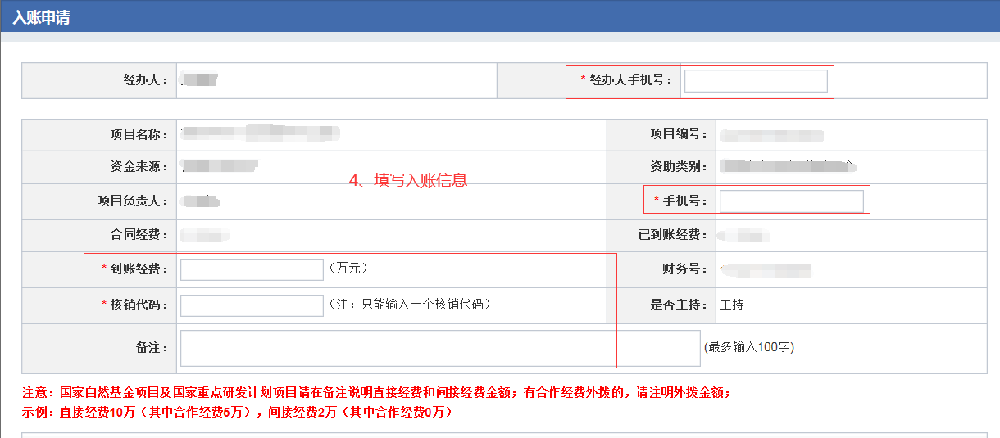 入账申请
经办人：
* 经办人手机号：
项目名称：
项目编号：
资金来源：
资助类别：
4、填写入账信息
项目负责人：
* 手机号：
合同经费：
已到账经费：
* 到账经费：
（万元）
财务号：
* 核销代码：
（注：只能输入一个核销代码）
是否主持：
主持
备注：
(最多输入100字)
注意：国家自然基金项目及国家重点研发计划项目请在备注说明直接经费和间接经费金额；有合作经费外拨的，请注明外拨金额；
示例：直接经费10万（其中合作经费5万），间接经费2万（其中合作经费0万）